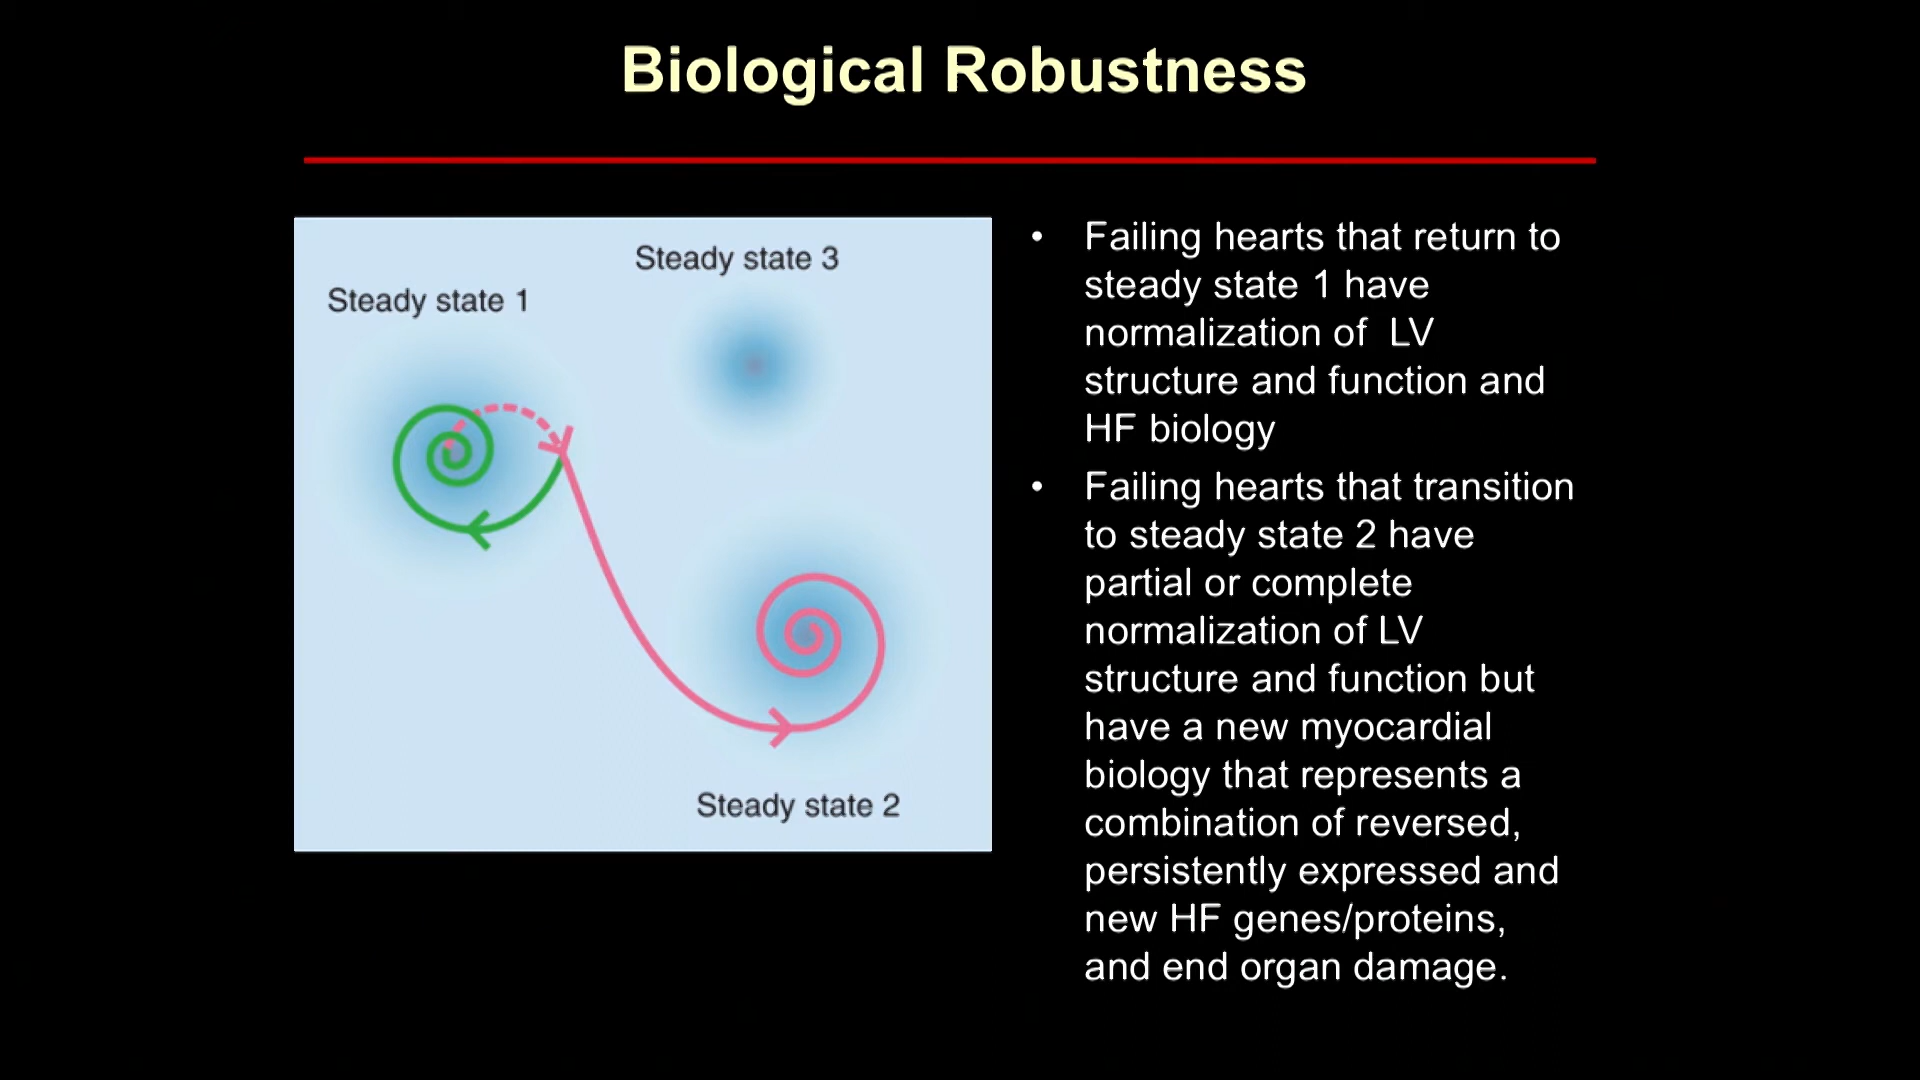 Biological Robustness
Steady state 3
Steady state 1
Steady state 2
• Failing hearts that return to
steady state 1 have
normalization of LV
structure and function and
HF biology
• Failing hearts that transition
to steady state 2 have
partial or complete
normalization of LV
structure and function but
have a new myocardial
biology that represents a
combination of reversed,
persistently expressed and
new HF genes/proteins,
and end organ damage.